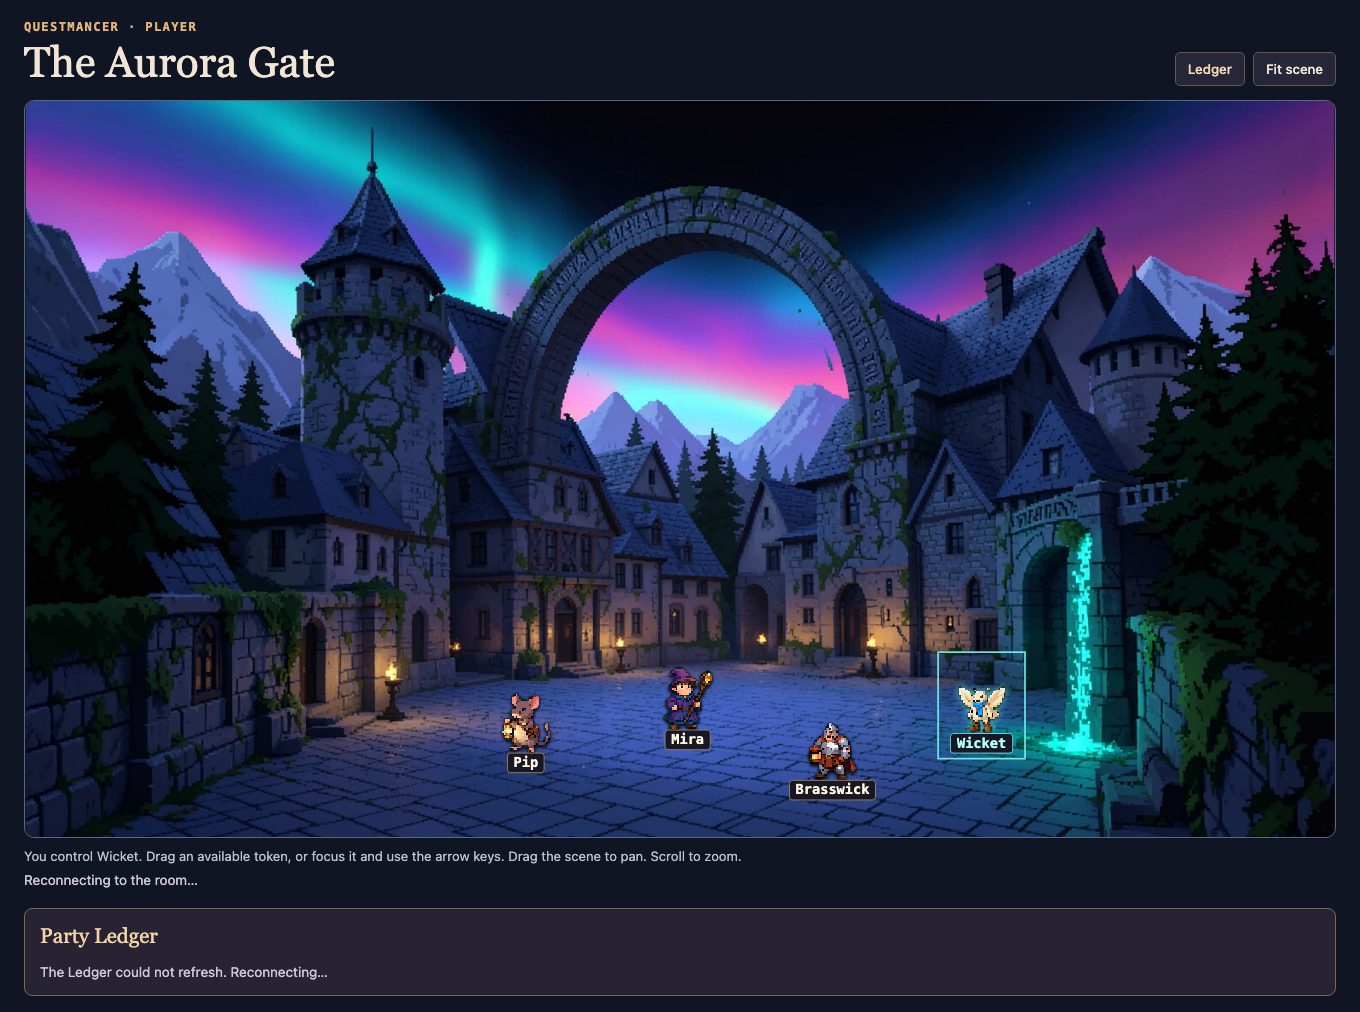 QUESTMANCER · PLAYER
The Aurora Gate
Ledger
Fit scene
Mira
Wicket
Pip
Brasswick
You control Wicket. Drag an available token, or focus it and use the arrow keys. Drag the scene to pan. Scroll to zoom.
Reconnecting to the room…
Party Ledger
The Ledger could not refresh. Reconnecting…